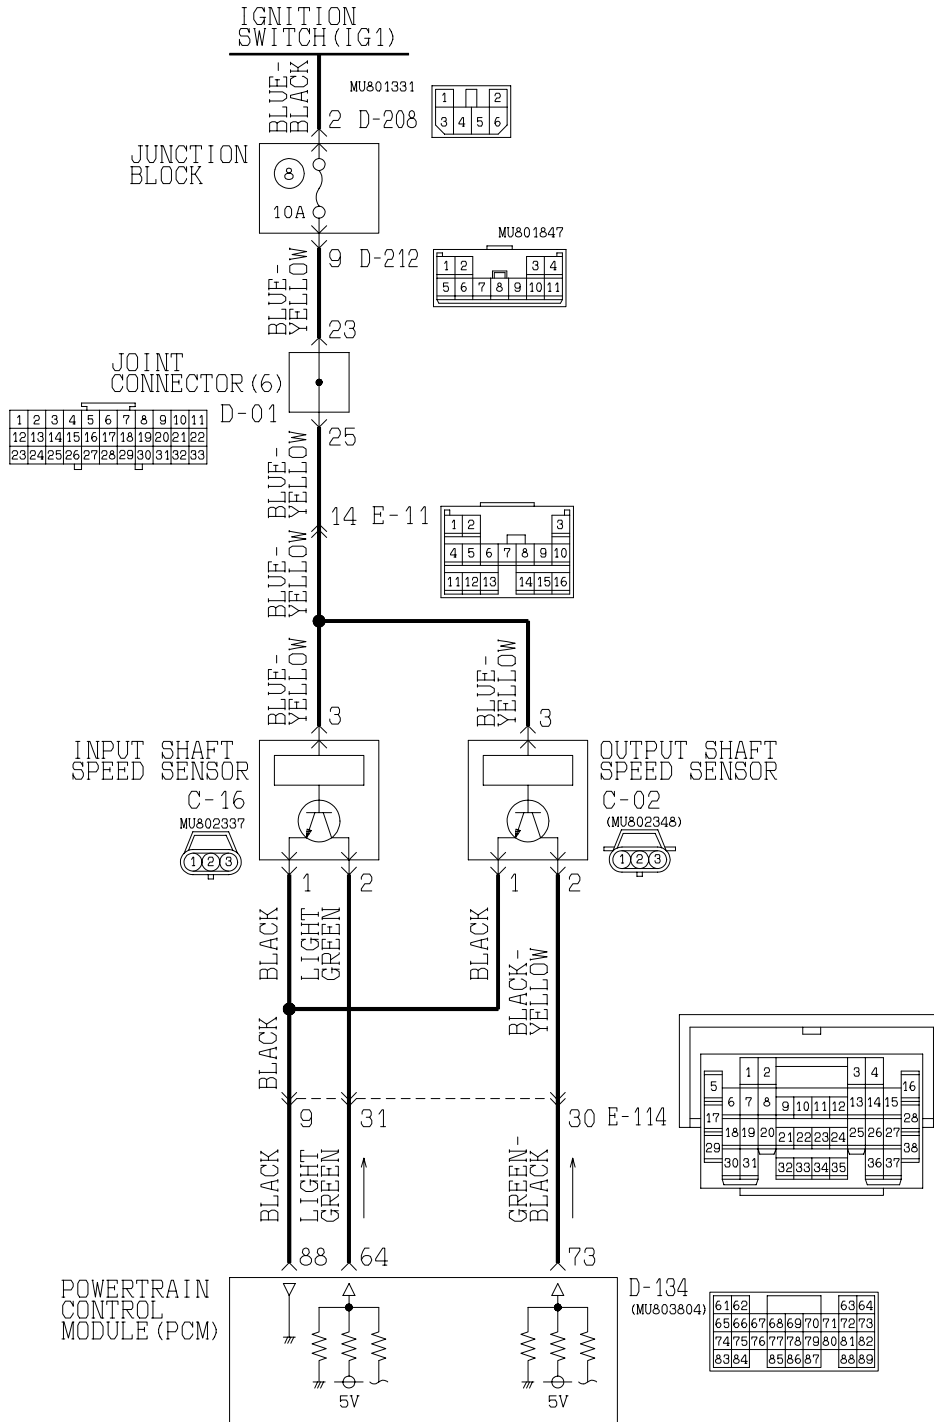 IGNITION
SWITCH(IG1)
BLUE-
BLACK
MU801331
2 D-208
1 2
3 4 5 6
JUNCTION
BLOCK
8
10A
MU801847
9 D-212
1 2 3 4
5 6 7 8 9 10 11
BLUE-
YELLOW
23
JOINT
CONNECTOR(6)
D-01
1 2 3 4 5 6 7 8 9 10 11
12 13 14 15 16 17 18 19 20 21 22
23 24 25 26 27 28 29 30 31 32 33
25
BLUE-
YELLOW
14 E-11
1 2 3
4 5 6 7 8 9 10
11 12 13 14 15 16
BLUE-
YELLOW
BLUE-
YELLOW
3
BLUE-
YELLOW
3
INPUT SHAFT
SPEED SENSOR
C-16
MU802337
1 2 3
OUTPUT SHAFT
SPEED SENSOR
C-02
(MU802348)
1 2 3
1 2
1 2
BLACK
LIGHT
GREEN
BLACK
BLACK-
YELLOW
BLACK
9 31 30 E-114
1 2 3 4
5 16
6 7 8 9 10 11 12 13 14 15
17 28
18 19 20 21 22 23 24 25 26 27
29 38
30 31 32 33 34 35 36 37
BLACK
LIGHT
GREEN
GREEN-
BLACK
88 64 73
POWERTRAIN
CONTROL
MODULE(PCM)
5V
5V
D-134
(MU803804)
61 62 63 64
65 66 67 68 69 70 71 72 73
74 75 76 77 78 79 80 81 82
83 84 85 86 87 88 89